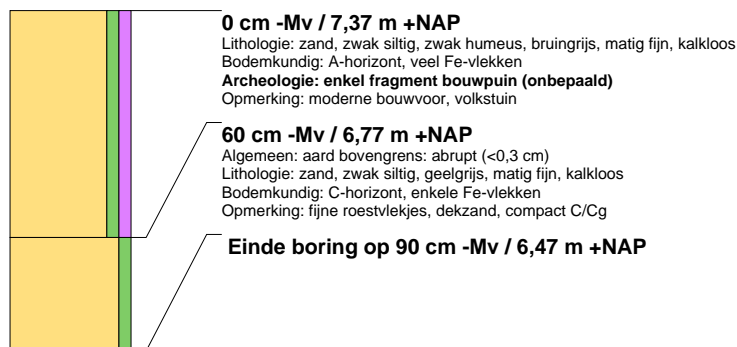 0 cm -Mv / 7,37 m +NAP
Lithologie: zand, zwak siltig, zwak humeus, bruingrijs, matig fijn, kalkloos
Bodemkundig: A-horizont, veel Fe-vlekken
Archeologie: enkel fragment bouwpuin (onbepaald)
Opmerking: moderne bouwvoor, volkstuin
60 cm -Mv / 6,77 m +NAP
Algemeen: aard bovengrens: abrupt (<0,3 cm)
Lithologie: zand, zwak siltig, geelgrijs, matig fijn, kalkloos
Bodemkundig: C-horizont, enkele Fe-vlekken
Opmerking: fijne roestvlekjes, dekzand, compact C/Cg
Einde boring op 90 cm -Mv / 6,47 m +NAP